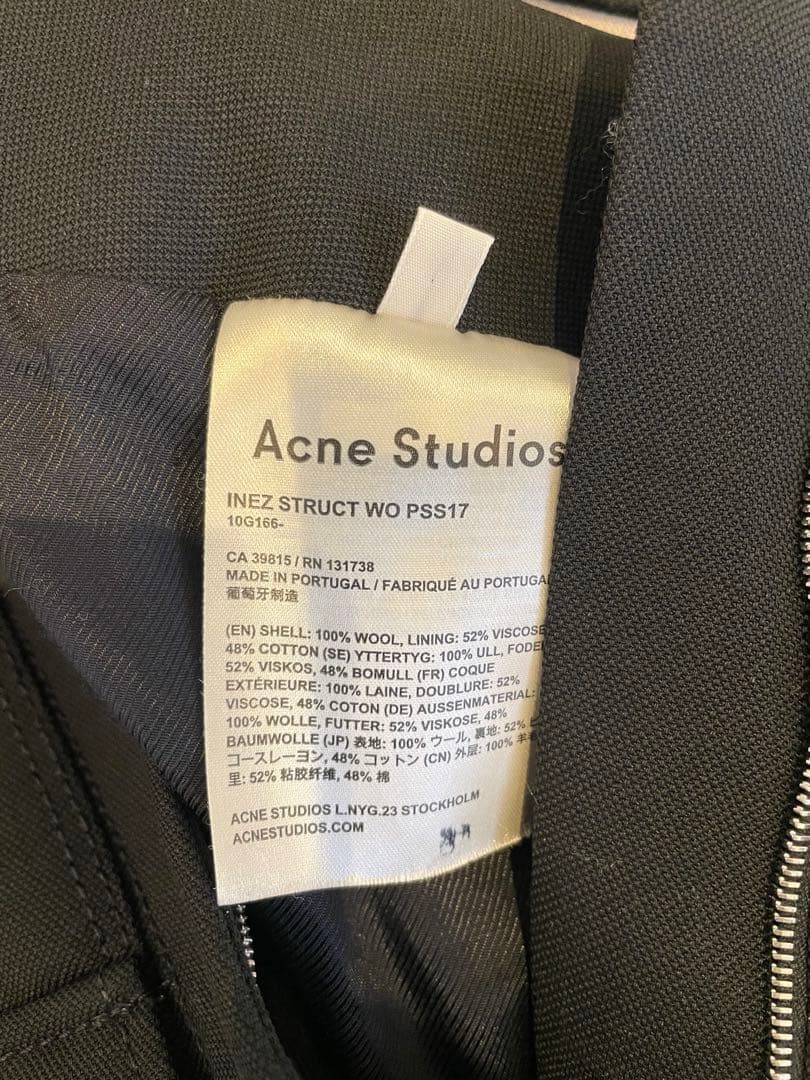 Acne Studios
INEZ STRUCT WO PSS17
10G166-
CA 39815 / RN 131738
MADE IN PORTUGAL / FABRIQUÉ AU PORTUGAL
葡萄牙制造
(EN) SHELL: 100% WOOL, LINING: 52% VISCOSE
48% COTTON (SE) YTTERTYG: 100% ULL, FODE
52% VISKOS, 48% BOMULL (FR) COQUE
EXTÉRIEURE: 100% LAINE, DOUBLURE: 52%
VISCOSE, 48% COTON (DE) AUSSENMATERIAL:
100% WOLLE, FUTTER: 52% VISKOSE, 48%
BAUMWOLLE (JP) 表地: 100% ウール, 裏地: 52% ビ
コースレーヨン, 48% コットン (CN) 外层: 100% 羊
里: 52% 粘胶纤维, 48% 棉
ACNE STUDIOS L.NYG.23 STOCKHOLM
ACNESTUDIOS.COM